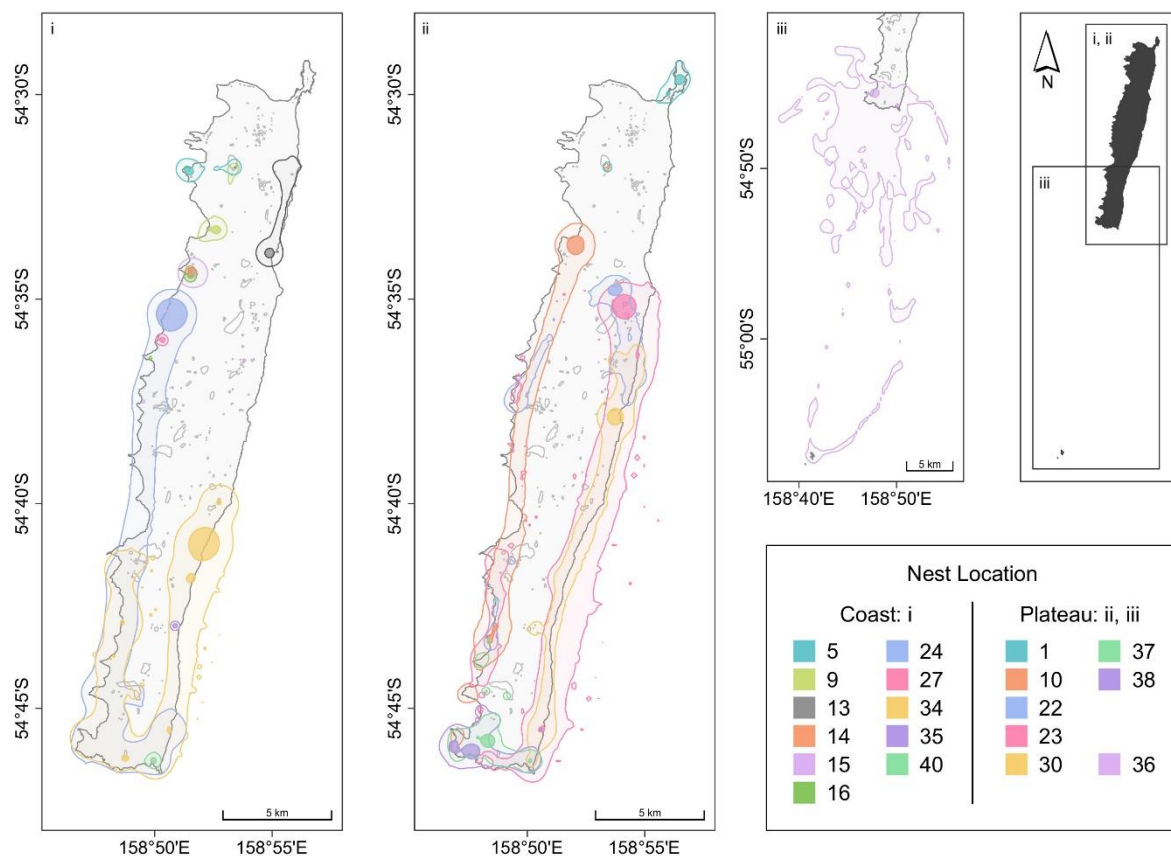 i
54°30'S
54°35'S
54°40'S
54°45'S
5 km
158°50'E 158°55'E
ii
54°30'S
54°35'S
54°40'S
54°45'S
5 km
158°50'E 158°55'E
iii
54°50'S
55°00'S
5 km
158°40'E 158°50'E
i, ii
N
iii
Nest Location
Coast: i Plateau: ii, iii
5 24 1 37
9 27 10 38
13 34 22
14 35 23
15 40 30 36
16